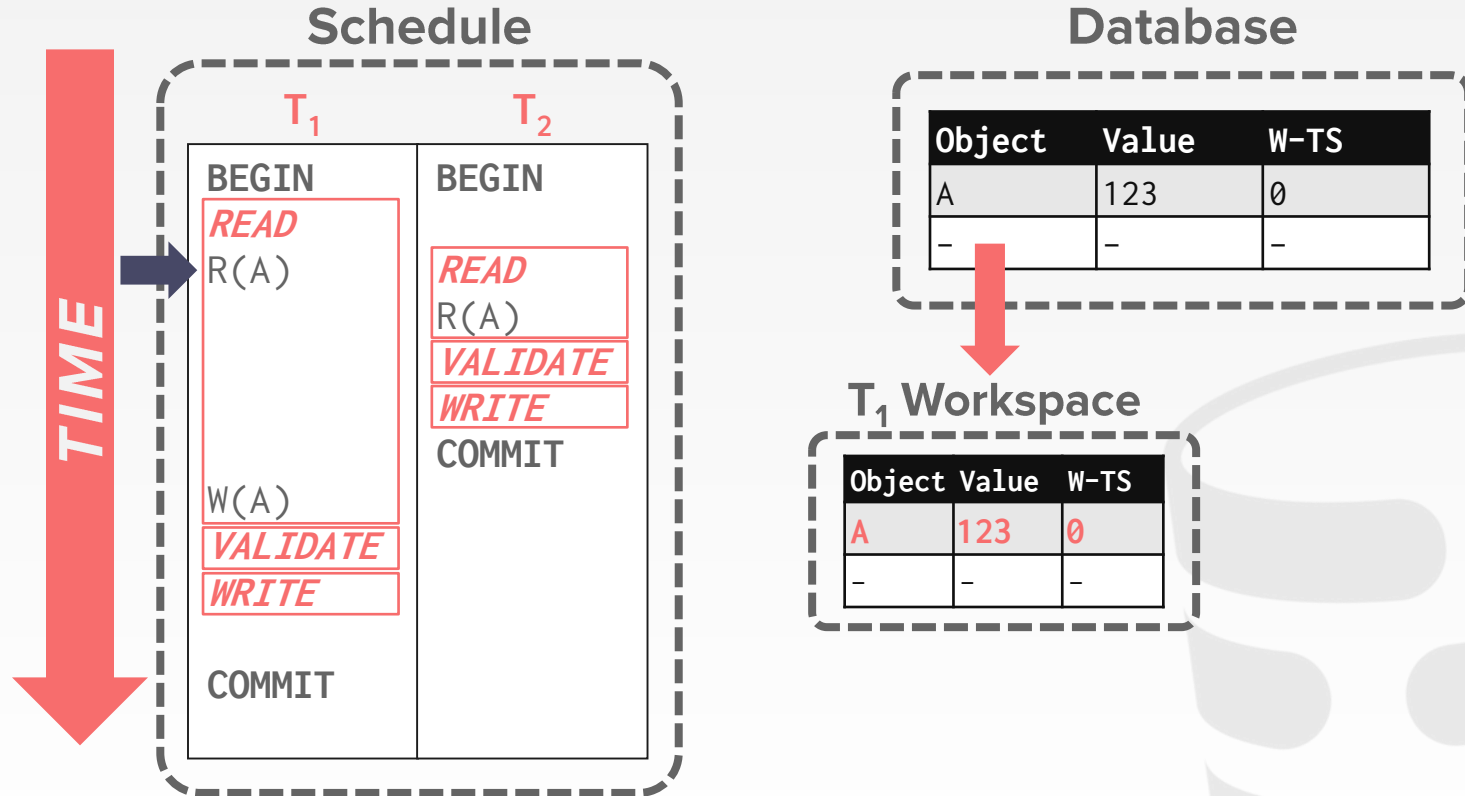 Schedule
TIME
T₁ T₂
BEGIN BEGIN
READ
R(A) READ
R(A)
VALIDATE
WRITE
COMMIT
W(A)
VALIDATE
WRITE
COMMIT
Database
Object Value W-TS
A 123 0
– – –
T₁ Workspace
Object Value W-TS
A 123 0
– – –